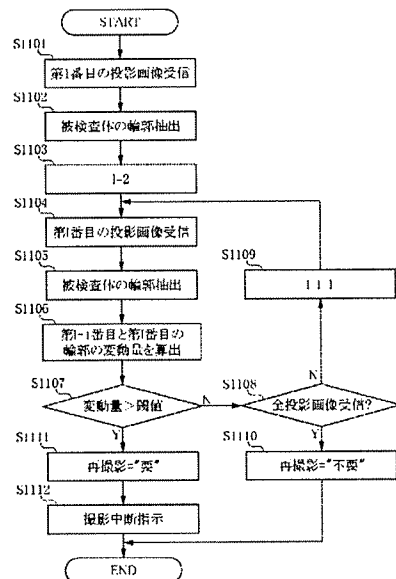 START
S1101
第1番目の投影画像受信
S1102
被検査体の輪郭抽出
S1103
I=2
S1104
第I番目の投影画像受信
S1105
被検査体の輪郭抽出
S1106
第I-1番目と第I番目の
輪郭の変動量を算出
S1107
変動量>閾値
N
Y
S1108
全投影画像受信?
N
Y
S1109
S1110
再撮影="不要"
S1111
再撮影="要"
S1112
撮影中断指示
END